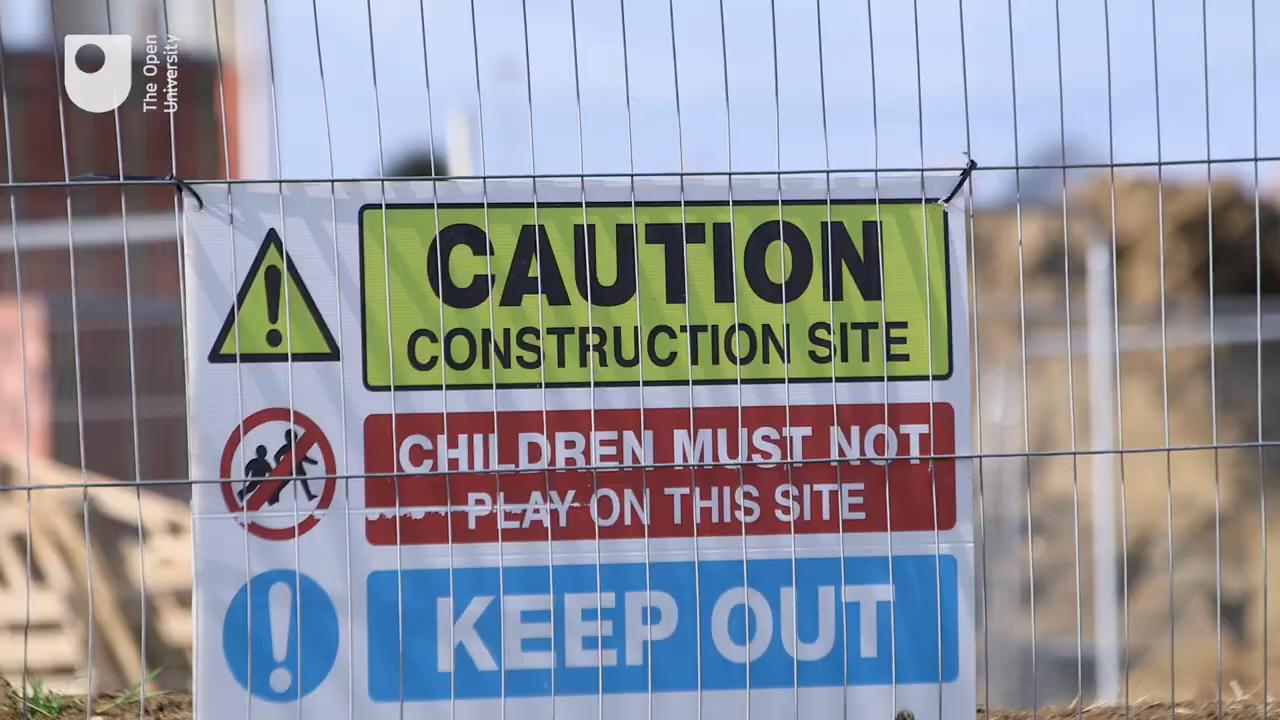 The Open
University
CAUTION
CONSTRUCTION SITE
CHILDREN MUST NOT
PLAY ON THIS SITE
KEEP OUT